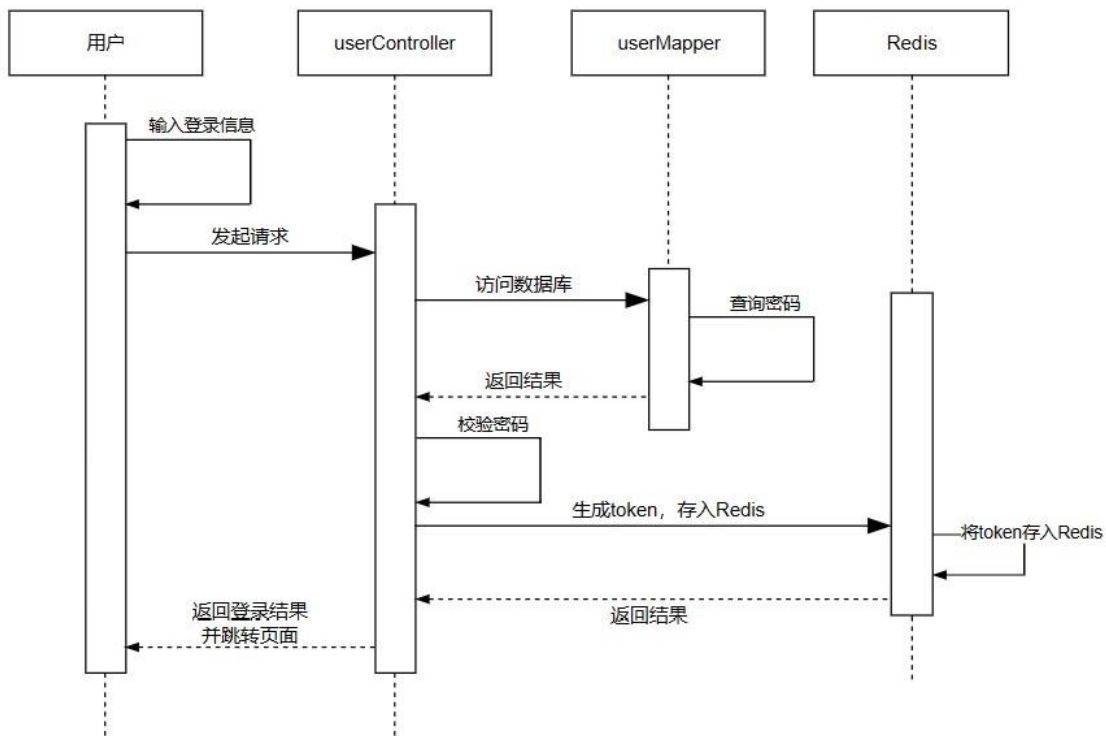 用户
userController
userMapper
Redis
输入登录信息
发起请求
访问数据库
查询密码
返回结果
校验密码
生成token，存入Redis
将token存入Redis
返回结果
返回登录结果
并跳转页面